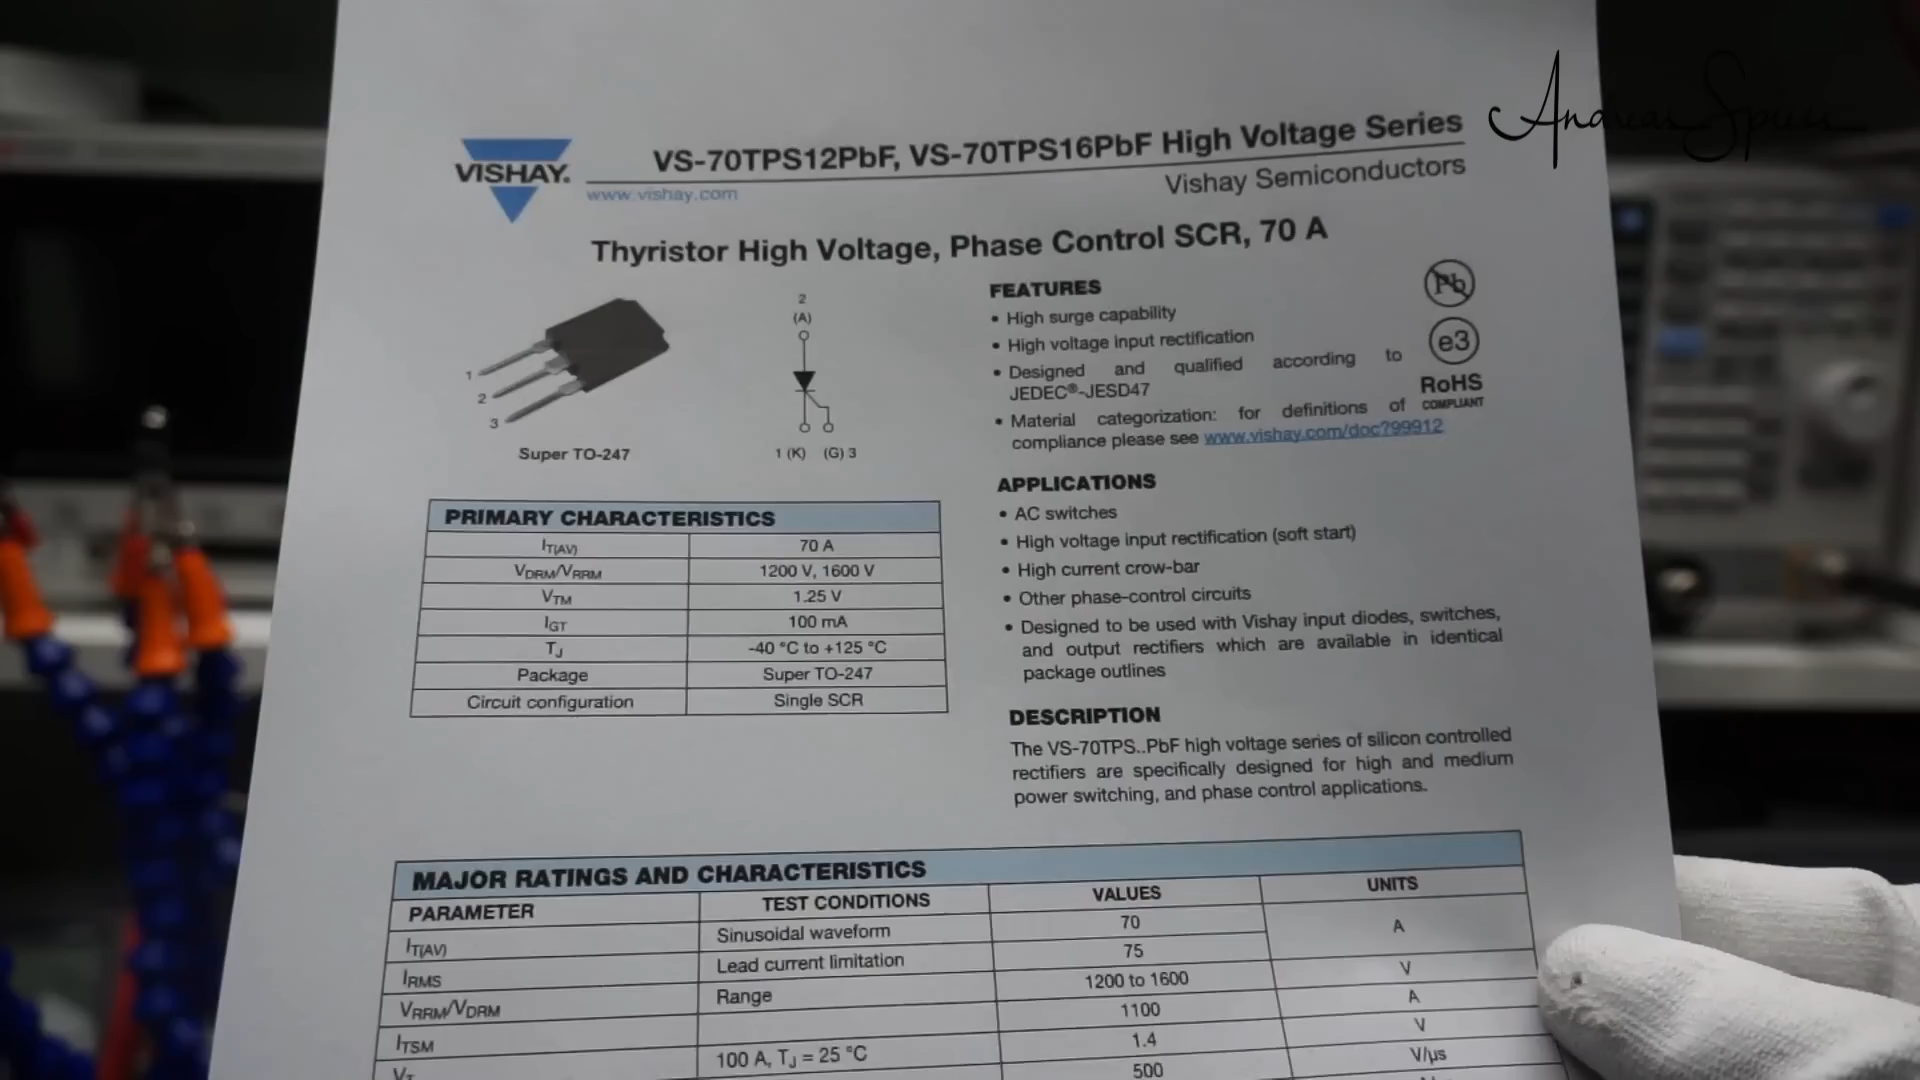 Andreas Spiess
VISHAY.
VS-70TPS12PbF, VS-70TPS16PbF High Voltage Series
www.vishay.com
Vishay Semiconductors
Thyristor High Voltage, Phase Control SCR, 70 A
1
2
3
Super TO-247
2
(A)
1 (K) (G) 3
PRIMARY CHARACTERISTICS
IT(AV) 70 A
VDRM/VRRM 1200 V, 1600 V
VTM 1.25 V
IGT 100 mA
TJ -40 °C to +125 °C
Package Super TO-247
Circuit configuration Single SCR
FEATURES
• High surge capability
• High voltage input rectification
• Designed and qualified according to
JEDEC®-JESD47
• Material categorization: for definitions of
compliance please see www.vishay.com/doc?99912
Pb
e3
RoHS
COMPLIANT
APPLICATIONS
• AC switches
• High voltage input rectification (soft start)
• High current crow-bar
• Other phase-control circuits
• Designed to be used with Vishay input diodes, switches,
and output rectifiers which are available in identical
package outlines
DESCRIPTION
The VS-70TPS..PbF high voltage series of silicon controlled
rectifiers are specifically designed for high and medium
power switching, and phase control applications.
MAJOR RATINGS AND CHARACTERISTICS
PARAMETER TEST CONDITIONS VALUES UNITS
IT(AV) Sinusoidal waveform 70 A
IRMS Lead current limitation 75
VRRM/VDRM Range 1200 to 1600 V
ITSM 1100 A
VT 100 A, TJ = 25 °C 1.4 V
500 V/µs